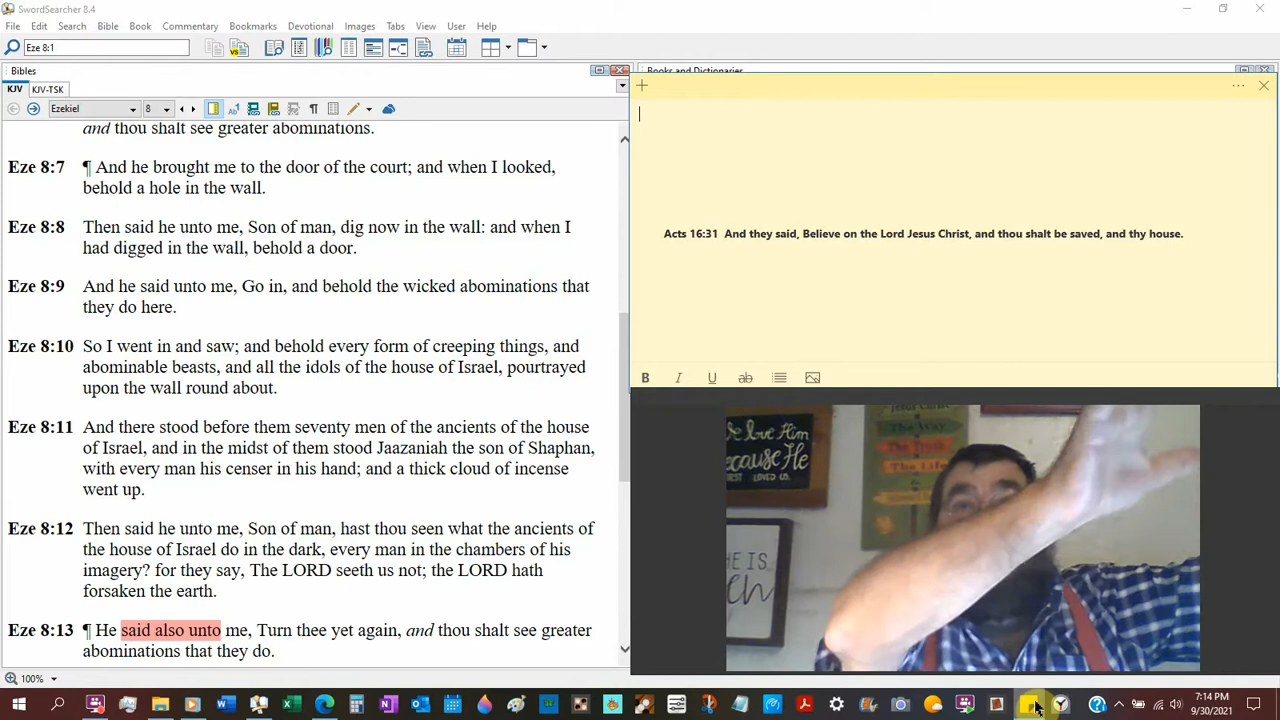 SwordSearcher 8.4
File Edit Search Bible Book Commentary Bookmarks Devotional Images Tabs View User Help
Eze 8:1
Bibles
Books and Dictionaries
KJV KJV-TSK
Ezekiel 8
and thou shalt see greater abominations.
Eze 8:7 ¶ And he brought me to the door of the court; and when I looked,
behold a hole in the wall.
Eze 8:8 Then said he unto me, Son of man, dig now in the wall: and when I
had digged in the wall, behold a door.
Eze 8:9 And he said unto me, Go in, and behold the wicked abominations that
they do here.
Eze 8:10 So I went in and saw; and behold every form of creeping things, and
abominable beasts, and all the idols of the house of Israel, pourtrayed
upon the wall round about.
Eze 8:11 And there stood before them seventy men of the ancients of the house
of Israel, and in the midst of them stood Jaazaniah the son of Shaphan,
with every man his censer in his hand; and a thick cloud of incense
went up.
Eze 8:12 Then said he unto me, Son of man, hast thou seen what the ancients of
the house of Israel do in the dark, every man in the chambers of his
imagery? for they say, The LORD seeth us not; the LORD hath
forsaken the earth.
Eze 8:13 ¶ He said also unto me, Turn thee yet again, and thou shalt see greater
abominations that they do.
100%
Acts 16:31 And they said, Believe on the Lord Jesus Christ, and thou shalt be saved, and thy house.
B I U ab
We love Him
because He
FIRST LOVED US.
HE IS
Jesus Christ
The Way
The Truth
The Life
7:14 PM
9/30/2021